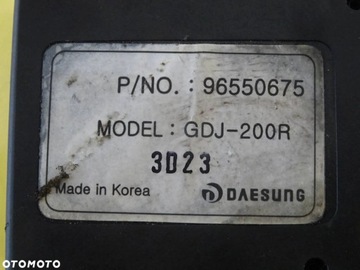 P/NO. : 96550675
MODEL : GDJ-200R
3D23
Made in Korea
DAESUNG
OTOMOTO